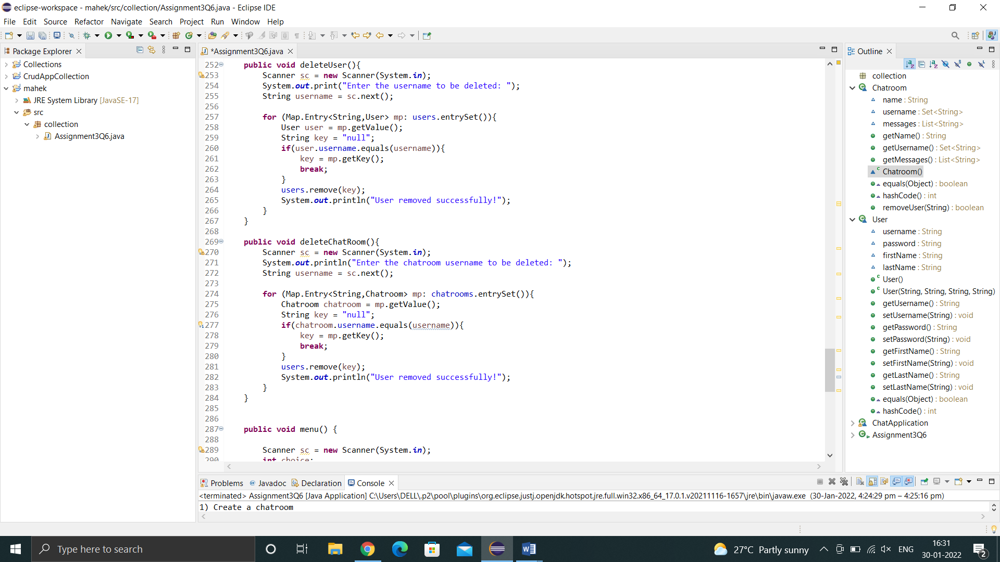 eclipse-workspace - mahek/src/collection/Assignment3Q6.java - Eclipse IDE
File Edit Source Refactor Navigate Search Project Run Window Help
Package Explorer
Collections
CrudAppCollection
mahek
JRE System Library [JavaSE-17]
src
collection
Assignment3Q6.java
*Assignment3Q6.java
252 public void deleteUser(){
253 Scanner sc = new Scanner(System.in);
254 System.out.print("Enter the username to be deleted: ");
255 String username = sc.next();
256
257 for (Map.Entry<String,User> mp: users.entrySet()){
258 User user = mp.getValue();
259 String key = "null";
260 if(user.username.equals(username)){
261 key = mp.getKey();
262 break;
263 }
264 users.remove(key);
265 System.out.println("User removed successfully!");
266 }
267 }
268
269 public void deleteChatRoom(){
270 Scanner sc = new Scanner(System.in);
271 System.out.println("Enter the chatroom username to be deleted: ");
272 String username = sc.next();
273
274 for (Map.Entry<String,Chatroom> mp: chatrooms.entrySet()){
275 Chatroom chatroom = mp.getValue();
276 String key = "null";
277 if(chatroom.username.equals(username)){
278 key = mp.getKey();
279 break;
280 }
281 users.remove(key);
282 System.out.println("User removed successfully!");
283 }
284 }
285
286
287 public void menu() {
288
289 Scanner sc = new Scanner(System.in);
290 int choice;
Outline
collection
Chatroom
name : String
username : Set<String>
messages : List<String>
getName() : String
getUsername() : Set<String>
getMessages() : List<String>
Chatroom()
equals(Object) : boolean
hashCode() : int
removeUser(String) : boolean
User
username : String
password : String
firstName : String
lastName : String
User()
User(String, String, String, String)
getUsername() : String
setUsername(String) : void
getPassword() : String
setPassword(String) : void
getFirstName() : String
setFirstName(String) : void
getLastName() : String
setLastName(String) : void
equals(Object) : boolean
hashCode() : int
ChatApplication
Assignment3Q6
Problems @ Javadoc Declaration Console
<terminated> Assignment3Q6 [Java Application] C:\Users\DELL\.p2\pool\plugins\org.eclipse.justj.openjdk.hotspot.jre.full.win32.x86_64_17.0.1.v20211116-1657\jre\bin\javaw.exe (30-Jan-2022, 4:24:29 pm – 4:25:16 pm)
1) Create a chatroom
Type here to search
27°C Partly sunny
ENG
16:31
30-01-2022
2